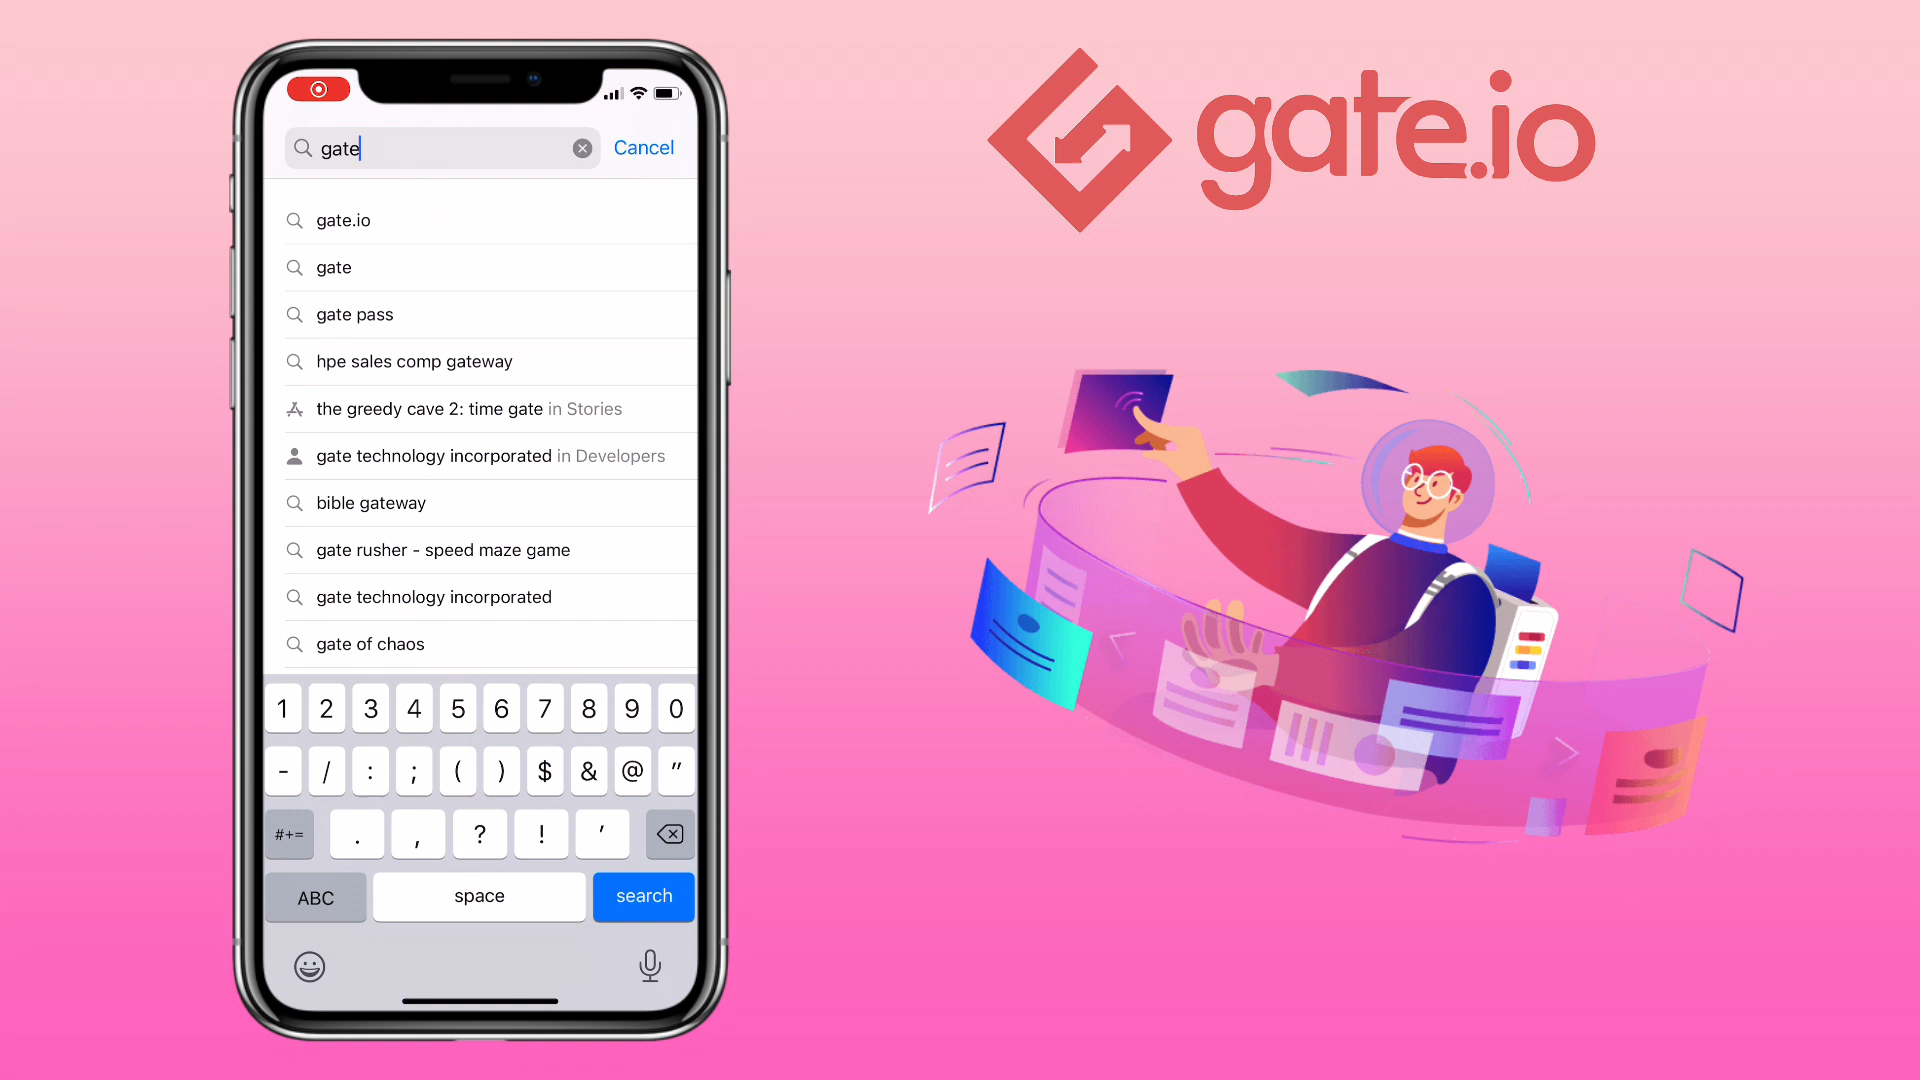 gate
Cancel
gate.io
gate
gate pass
hpe sales comp gateway
the greedy cave 2: time gate in Stories
gate technology incorporated in Developers
bible gateway
gate rusher - speed maze game
gate technology incorporated
gate of chaos
1 2 3 4 5 6 7 8 9 0
- / : ; ( ) $ & @ "
#+= . , ? ! '
ABC space search
gate.io